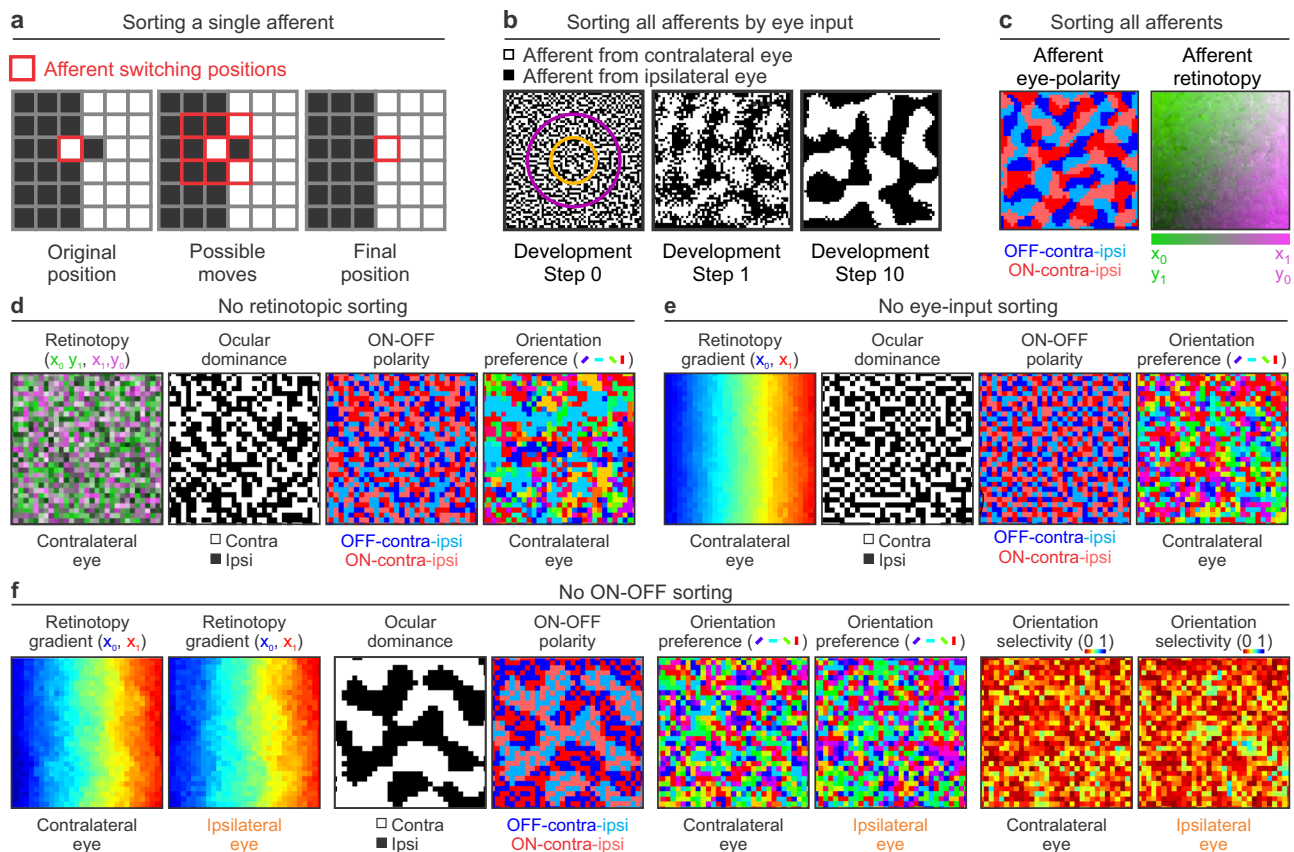 a Sorting a single afferent
Afferent switching positions
Original position
Possible moves
Final position
b Sorting all afferents by eye input
Afferent from contralateral eye
Afferent from ipsilateral eye
Development Step 0
Development Step 1
Development Step 10
c Sorting all afferents
Afferent eye-polarity
Afferent retinotopy
OFF-contra-ipsi
ON-contra-ipsi
x0 x1
y1 y0
d No retinotopic sorting
Retinotopy (x0 y1, x1,y0)
Ocular dominance
ON-OFF polarity
Orientation preference ( )
Contralateral eye
Contra
Ipsi
OFF-contra-ipsi
ON-contra-ipsi
Contralateral eye
e No eye-input sorting
Retinotopy gradient (x0, x1)
Ocular dominance
ON-OFF polarity
Orientation preference ( )
Contralateral eye
Contra
Ipsi
OFF-contra-ipsi
ON-contra-ipsi
Contralateral eye
f No ON-OFF sorting
Retinotopy gradient (x0, x1)
Retinotopy gradient (x0, x1)
Ocular dominance
ON-OFF polarity
Orientation preference ( )
Orientation preference ( )
Orientation selectivity (0 1)
Orientation selectivity (0 1)
Contralateral eye
Ipsilateral eye
Contra
Ipsi
OFF-contra-ipsi
ON-contra-ipsi
Contralateral eye
Ipsilateral eye
Contralateral eye
Ipsilateral eye